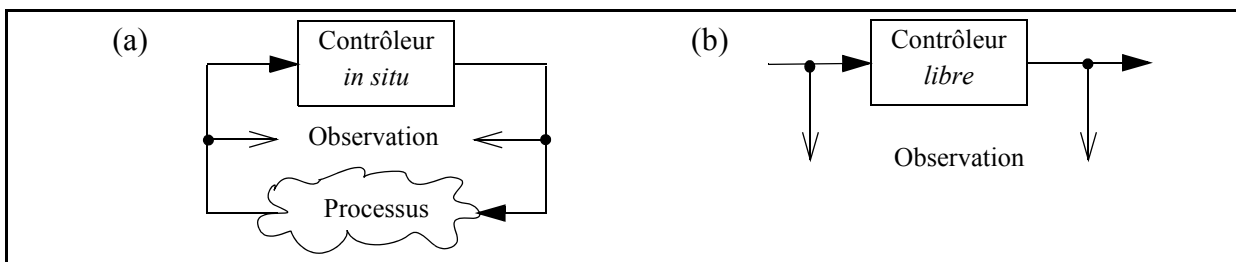 (a)
Contrôleur
in situ
Observation
Processus
(b)
Contrôleur
libre
Observation